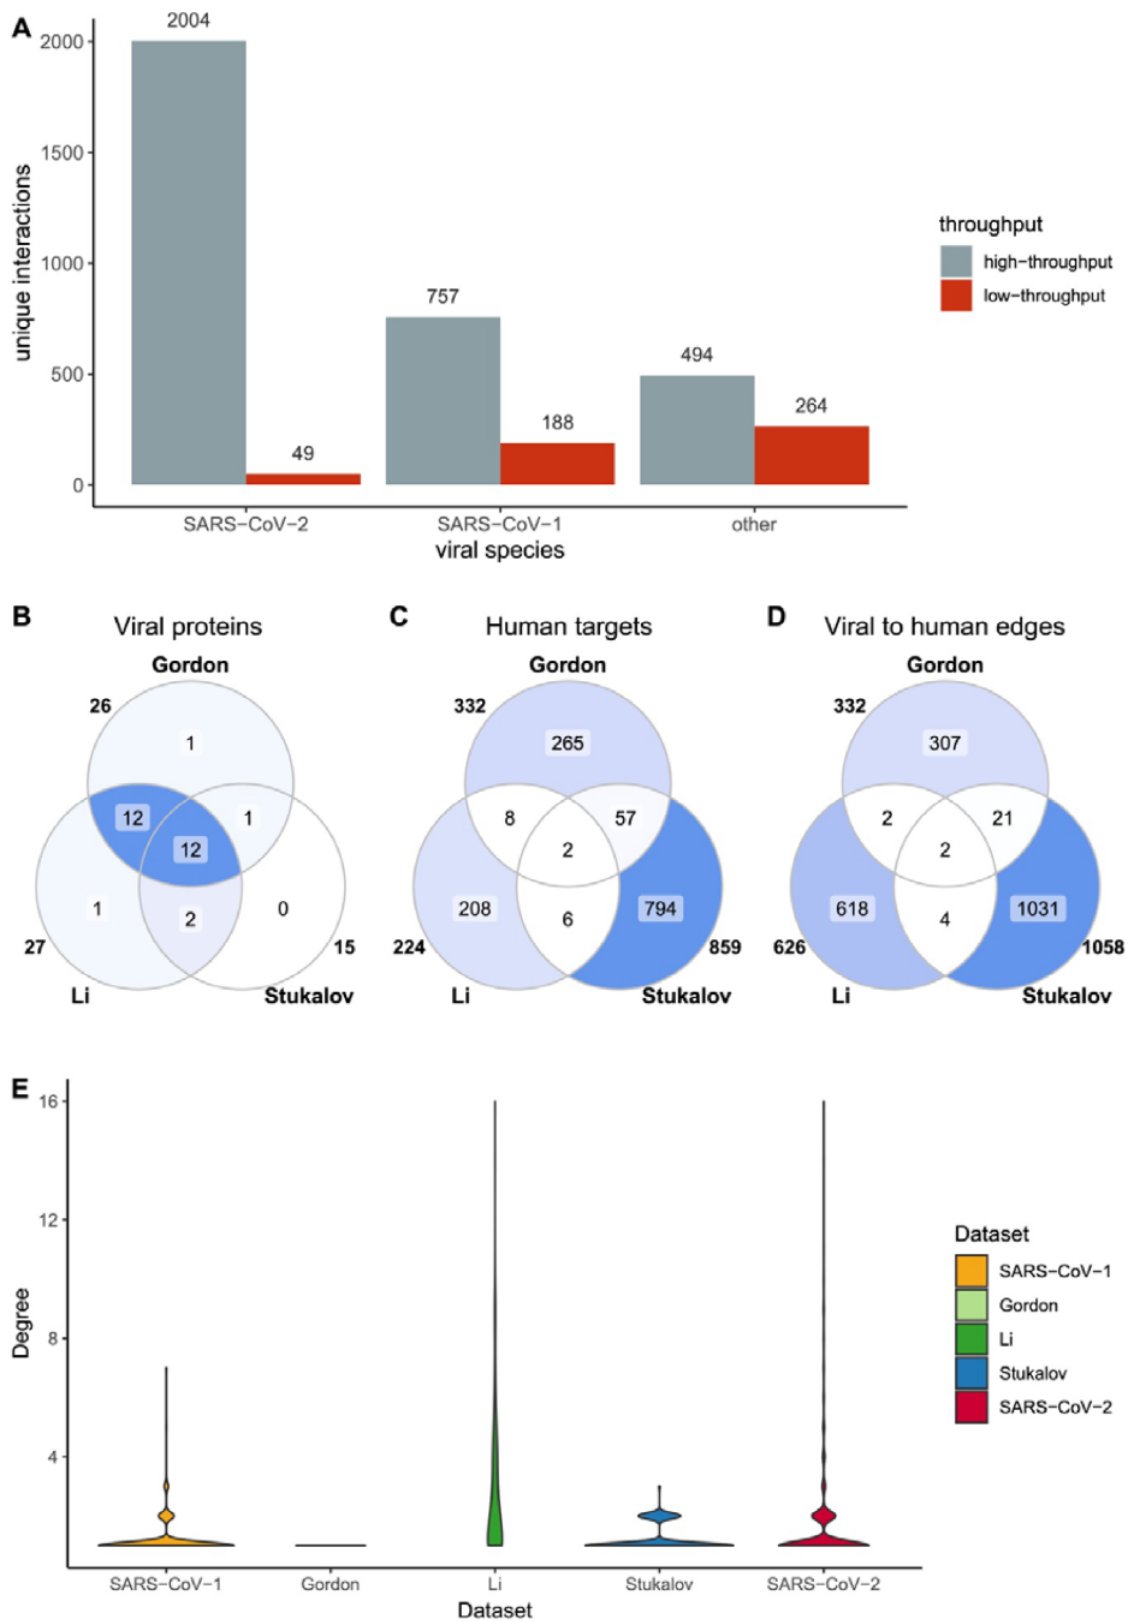 A
2004
2000
1500
1000
500
0
unique interactions
49
757
188
494
264
SARS−CoV−2
SARS−CoV−1
other
viral species
throughput
high−throughput
low−throughput
B
Viral proteins
Gordon
26
1
12
1
12
1
2
0
27
15
Li
Stukalov
C
Human targets
Gordon
332
265
8
57
2
208
6
794
224
859
Li
Stukalov
D
Viral to human edges
Gordon
332
307
2
21
2
618
4
1031
626
1058
Li
Stukalov
E
16
12
8
4
Degree
SARS−CoV−1
Gordon
Li
Stukalov
SARS−CoV−2
Dataset
Dataset
SARS−CoV−1
Gordon
Li
Stukalov
SARS−CoV−2